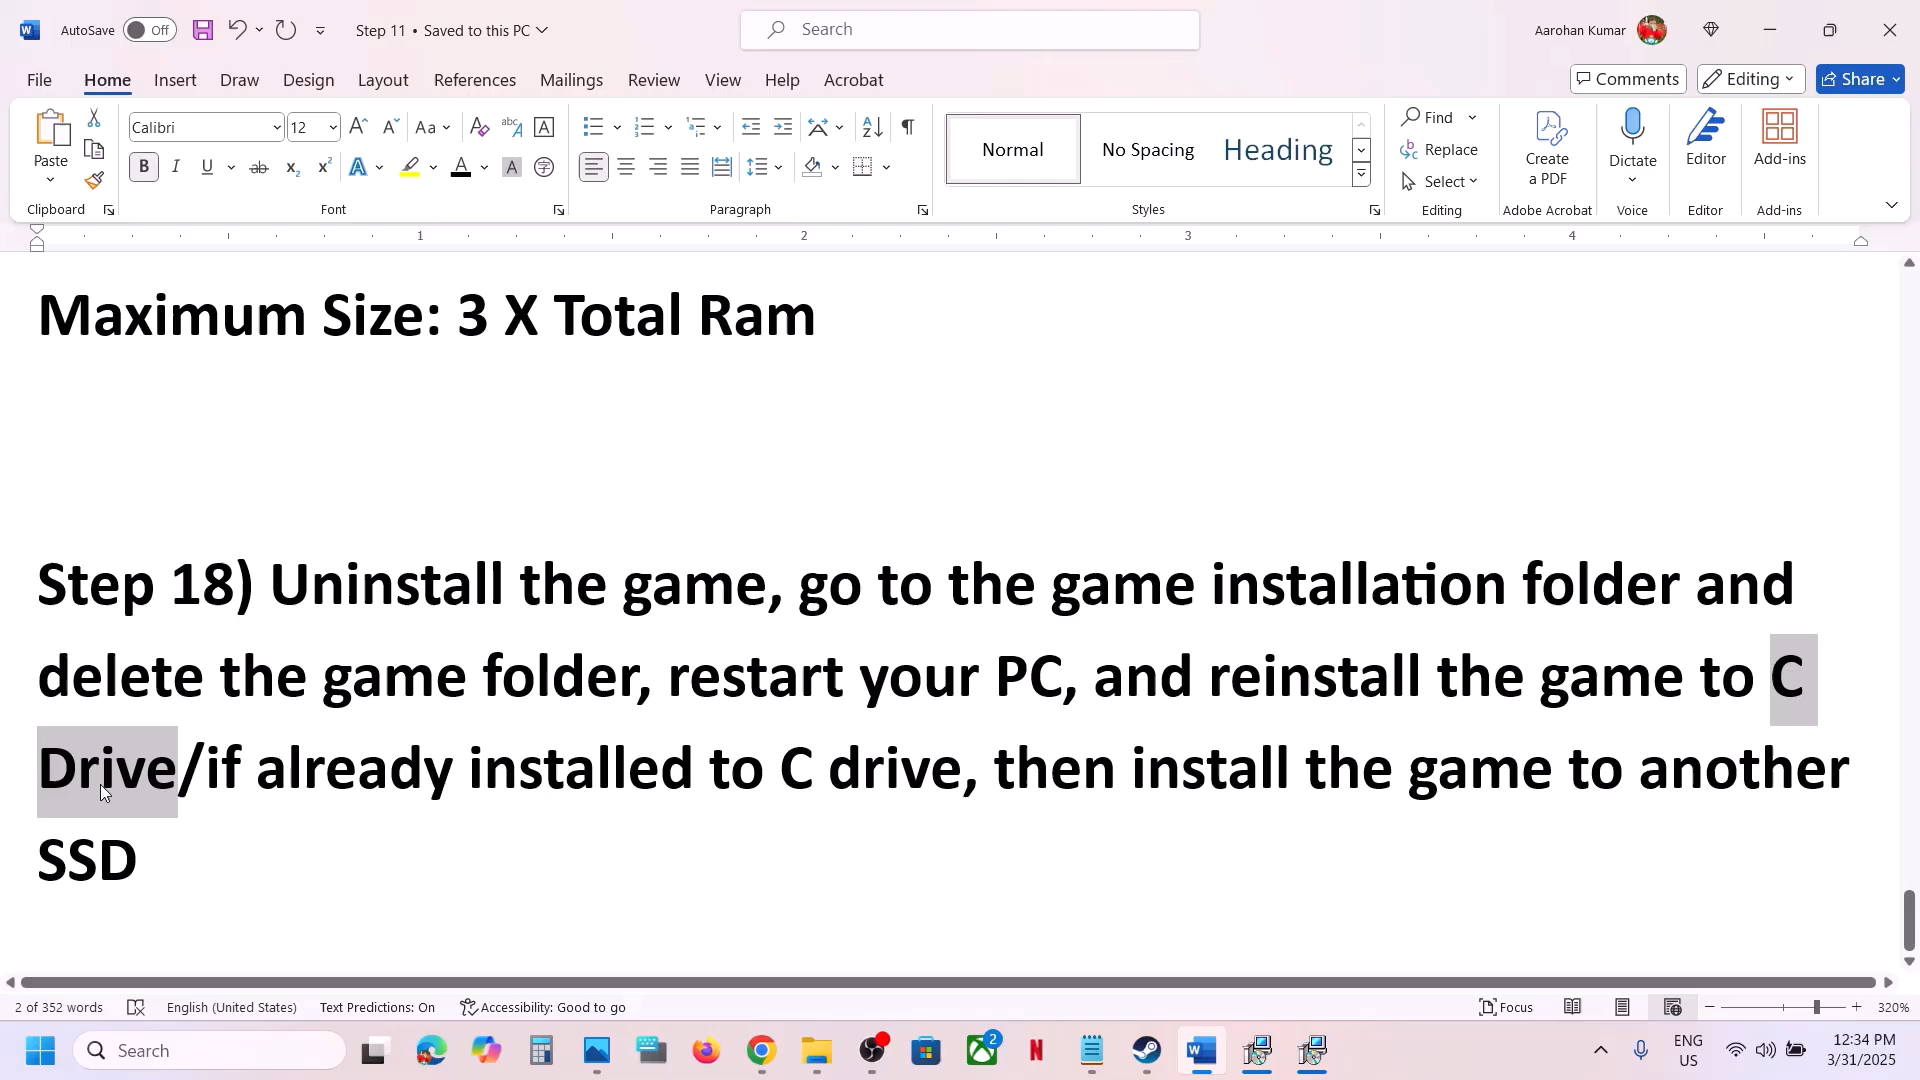 AutoSave Off Step 11 • Saved to this PC Search Aarohan Kumar
File Home Insert Draw Design Layout References Mailings Review View Help Acrobat Comments Editing Share
Paste Calibri 12 Aa Normal No Spacing Heading Find Replace Select Create a PDF Dictate Editor Add-ins
Clipboard Font Paragraph Styles Editing Adobe Acrobat Voice Editor Add-ins
1 2 3 4
Maximum Size: 3 X Total Ram
Step 18) Uninstall the game, go to the game installation folder and
delete the game folder, restart your PC, and reinstall the game to C
Drive/if already installed to C drive, then install the game to another
SSD
2 of 352 words English (United States) Text Predictions: On Accessibility: Good to go Focus 320%
Search 2 ENG US 12:34 PM 3/31/2025